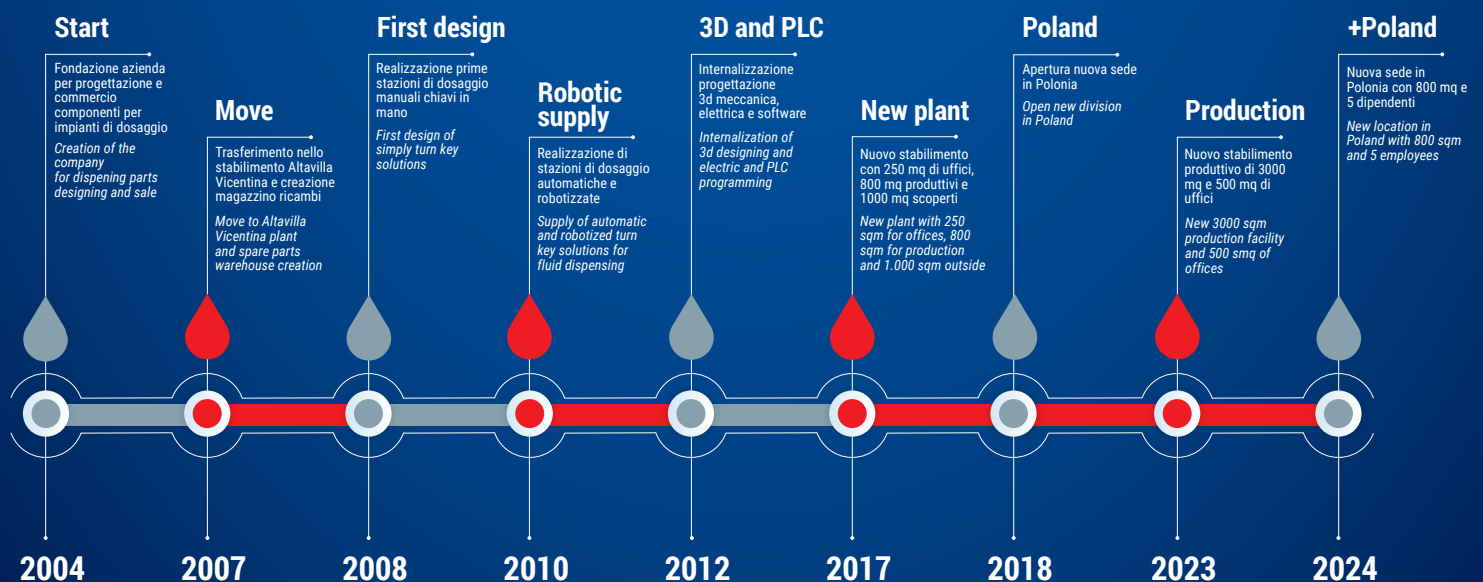 Start
Fondazione azienda
per progettazione e
commercio
componenti per
impianti di dosaggio
Creation of the
company
for dispening parts
designing and sale
Move
Trasferimento nello
stabilimento Altavilla
Vicentina e creazione
magazzino ricambi
Move to Altavilla
Vicentina plant
and spare parts
warehouse creation
First design
Realizzazione prime
stazioni di dosaggio
manuali chiavi in
mano
First design of
simply turn key
solutions
Robotic
supply
Realizzazione di
stazioni di dosaggio
automatiche e
robotizzate
Supply of automatic
and robotized turn
key solutions for
fluid dispensing
3D and PLC
Internalizzazione
progettazione
3d meccanica,
elettrica e software
Internalization of
3d designing and
electric and PLC
programming
New plant
Nuovo stabilimento
con 250 mq di uffici,
800 mq produttivi e
1000 mq scoperti
New plant with 250
sqm for offices, 800
sqm for production
and 1.000 sqm outside
Poland
Apertura nuova sede
in Polonia
Open new division
in Poland
Production
Nuovo stabilimento
produttivo di 3000
mq e 500 mq di
uffici
New 3000 sqm
production facility
and 500 smq of
offices
+Poland
Nuova sede in
Polonia con 800 mq e
5 dipendenti
New location in
Poland with 800 sqm
and 5 employees
2004
2007
2008
2010
2012
2017
2018
2023
2024